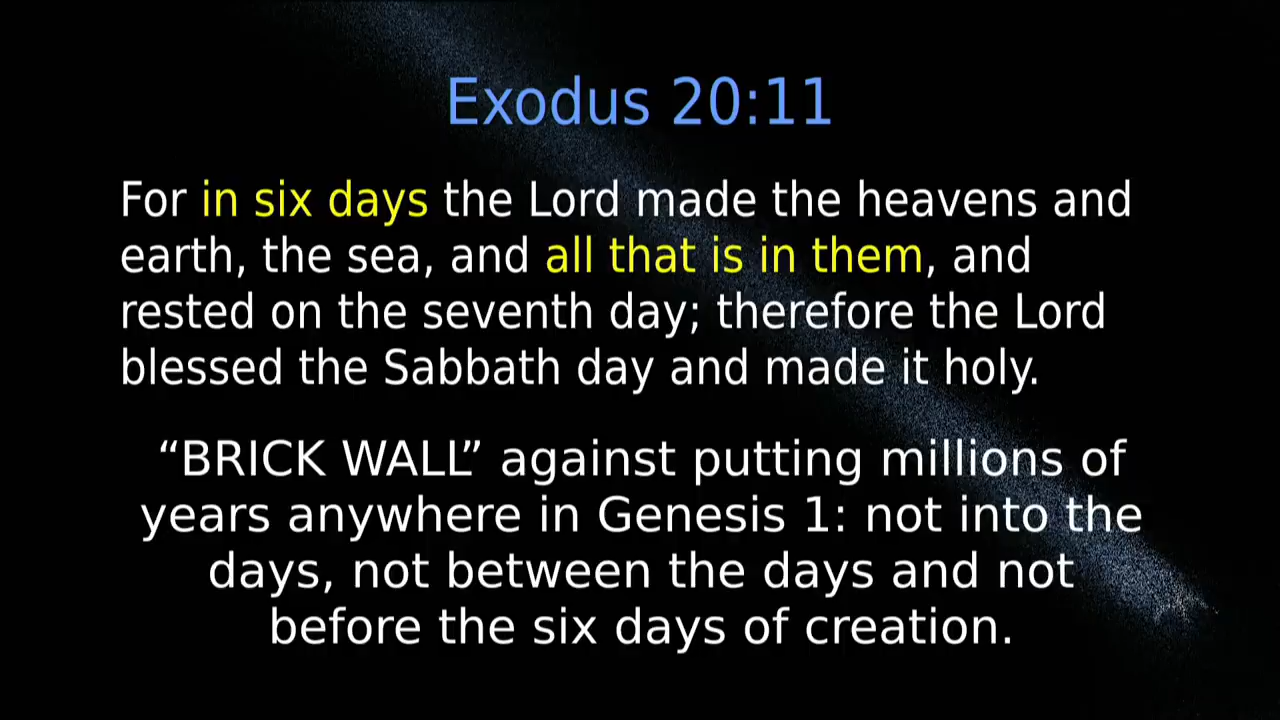 Exodus 20:11
For in six days the Lord made the heavens and
earth, the sea, and all that is in them, and
rested on the seventh day; therefore the Lord
blessed the Sabbath day and made it holy.
“BRICK WALL” against putting millions of
years anywhere in Genesis 1: not into the
days, not between the days and not
before the six days of creation.